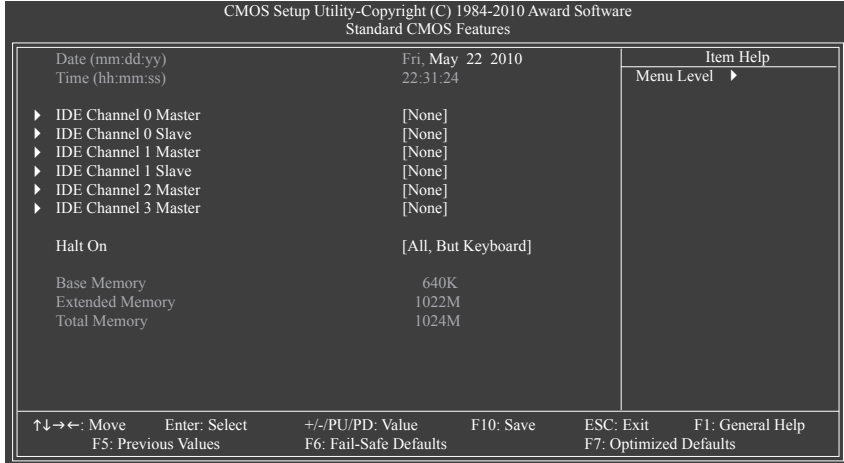 CMOS Setup Utility-Copyright (C) 1984-2010 Award Software
Standard CMOS Features
Date (mm:dd:yy) Fri, May 22 2010
Time (hh:mm:ss) 22:31:24
IDE Channel 0 Master [None]
IDE Channel 0 Slave [None]
IDE Channel 1 Master [None]
IDE Channel 1 Slave [None]
IDE Channel 2 Master [None]
IDE Channel 3 Master [None]
Halt On [All, But Keyboard]
Base Memory 640K
Extended Memory 1022M
Total Memory 1024M
Item Help
Menu Level ▶
↑↓→←: Move Enter: Select +/-/PU/PD: Value F10: Save ESC: Exit F1: General Help
F5: Previous Values F6: Fail-Safe Defaults F7: Optimized Defaults